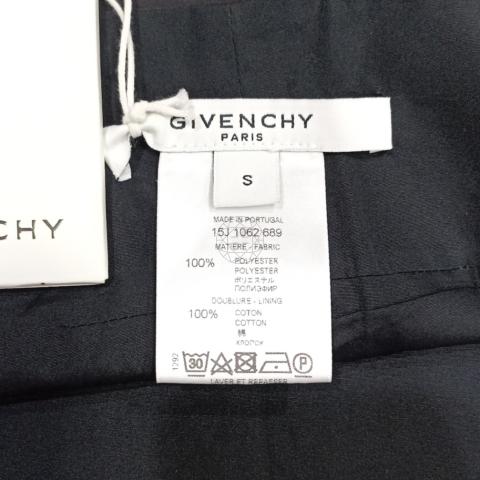 GIVENCHY
PARIS
S
MADE IN PORTUGAL
15J 1062 689
MATIERE - FABRIC
100% POLYESTER
POLYESTER
ポリエステル
ПОЛИЭФИР
DOUBLURE - LINING
100% COTON
COTTON
綿
ХЛОПОК
1292
30
P
LAVER ET REPASSER
CHY